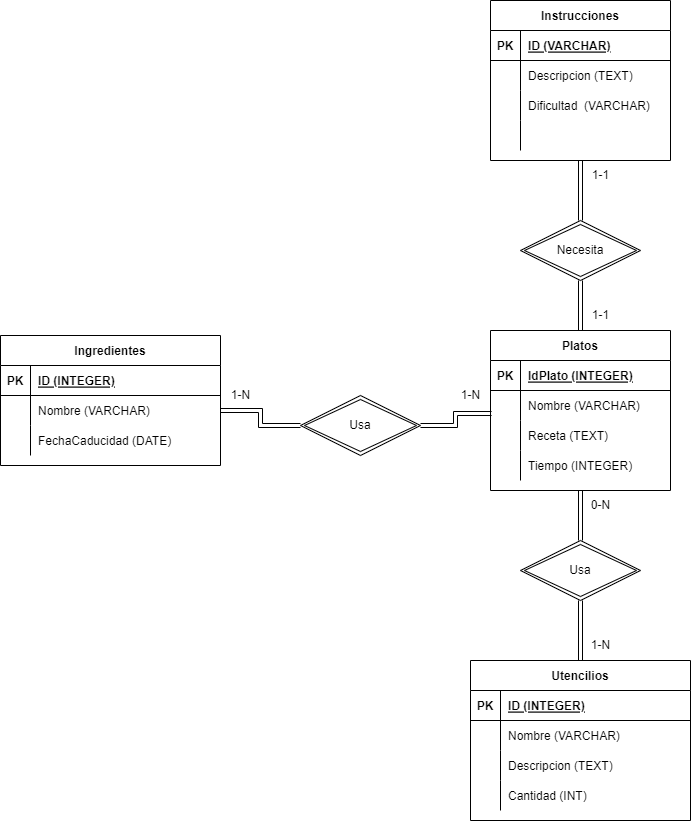 Instrucciones
PK ID (VARCHAR)
Descripcion (TEXT)
Dificultad (VARCHAR)
1-1
Necesita
1-1
Ingredientes
PK ID (INTEGER)
Nombre (VARCHAR)
FechaCaducidad (DATE)
1-N
Usa
1-N
Platos
PK IdPlato (INTEGER)
Nombre (VARCHAR)
Receta (TEXT)
Tiempo (INTEGER)
0-N
Usa
1-N
Utencilios
PK ID (INTEGER)
Nombre (VARCHAR)
Descripcion (TEXT)
Cantidad (INT)